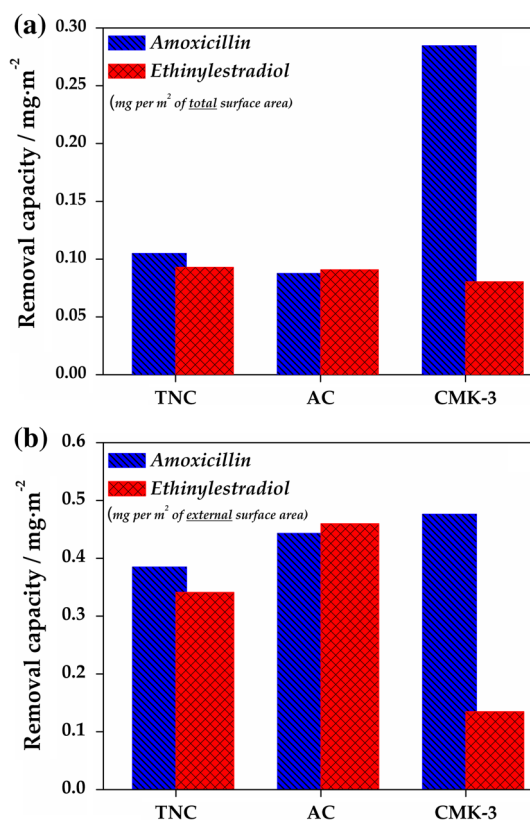 (a)
0.30
0.25
0.20
0.15
0.10
0.05
0.00
Removal capacity / mg·m⁻²
Amoxicillin
Ethinylestradiol
(mg per m² of total surface area)
TNC AC CMK-3
(b)
0.6
0.5
0.4
0.3
0.2
0.1
0.0
Removal capacity / mg·m⁻²
Amoxicillin
Ethinylestradiol
(mg per m² of external surface area)
TNC AC CMK-3